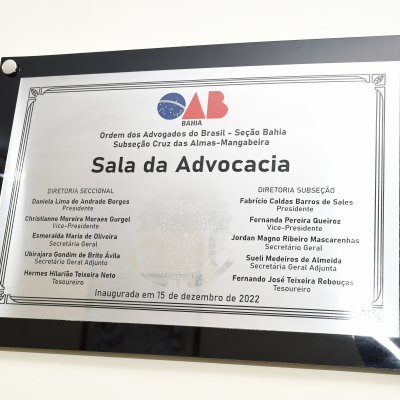 OAB
BAHIA
Ordem dos Advogados do Brasil - Seção Bahia
Subseção Cruz das Almas-Mangabeira
Sala da Advocacia
DIRETORIA SECCIONAL
Daniela Lima de Andrade Borges
Presidente
Christianne Moreira Moraes Gurgel
Vice-Presidente
Esmeralda Maria de Oliveira
Secretária Geral
Ubirajara Gondim de Brito Ávila
Secretário Geral Adjunto
Hermes Hilarião Teixeira Neto
Tesoureiro
DIRETORIA SUBSEÇÃO
Fabrício Caldas Barros de Sales
Presidente
Fernanda Pereira Queiroz
Vice-Presidente
Jordan Magno Ribeiro Mascarenhas
Secretário Geral
Sueli Medeiros de Almeida
Secretária Geral Adjunta
Fernando José Teixeira Rebouças
Tesoureiro
Inaugurada em 15 de dezembro de 2022